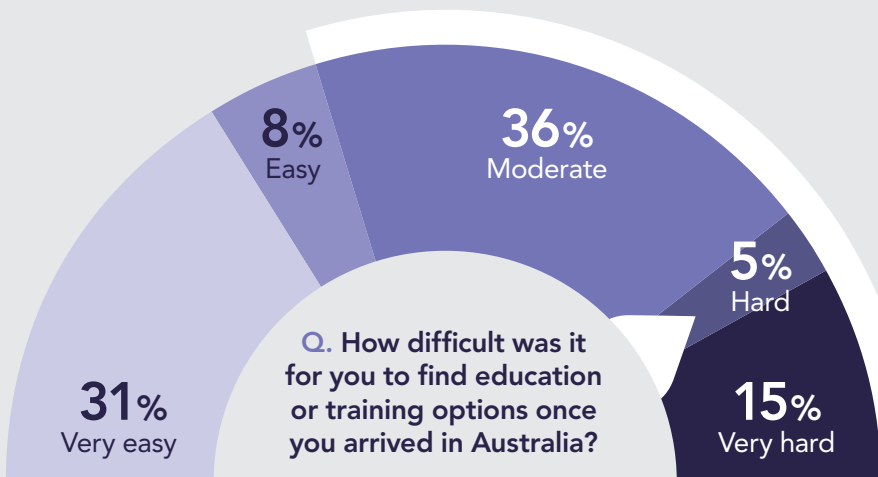 31%
Very easy
8%
Easy
36%
Moderate
5%
Hard
15%
Very hard
Q. How difficult was it
for you to find education
or training options once
you arrived in Australia?